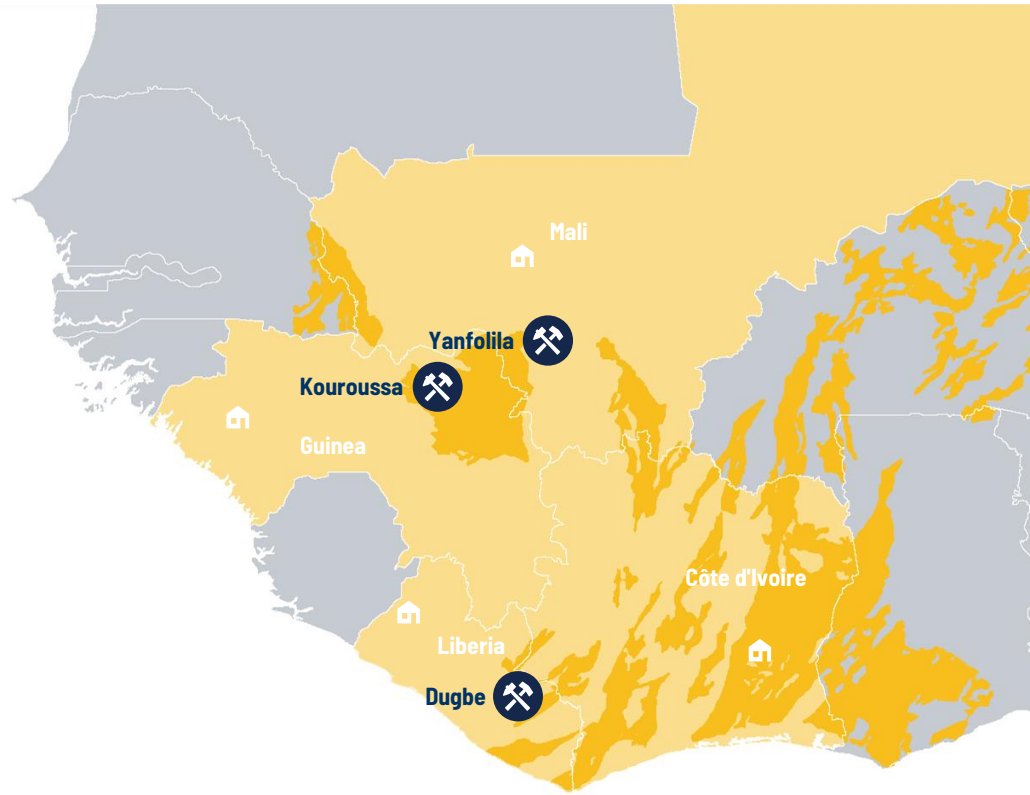 Mali
Yanfolila
Kouroussa
Guinea
Côte d'Ivoire
Liberia
Dugbe